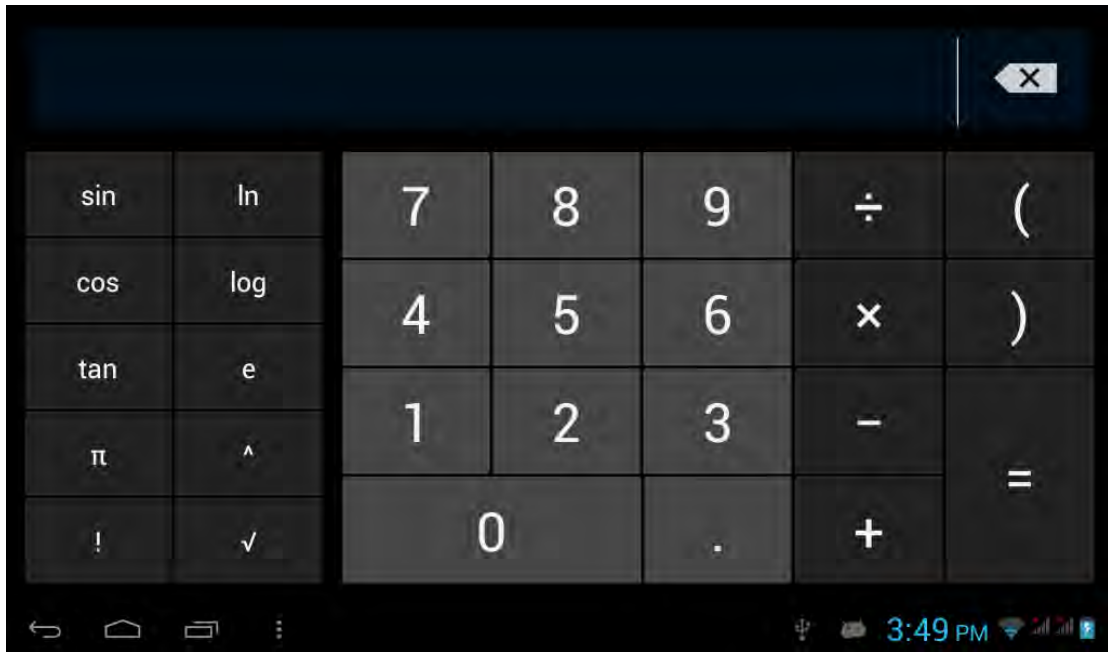 sin ln 7 8 9 ÷ (
cos log 4 5 6 × )
tan e 1 2 3 −
π ^ =
! √ 0 . +
3:49 PM